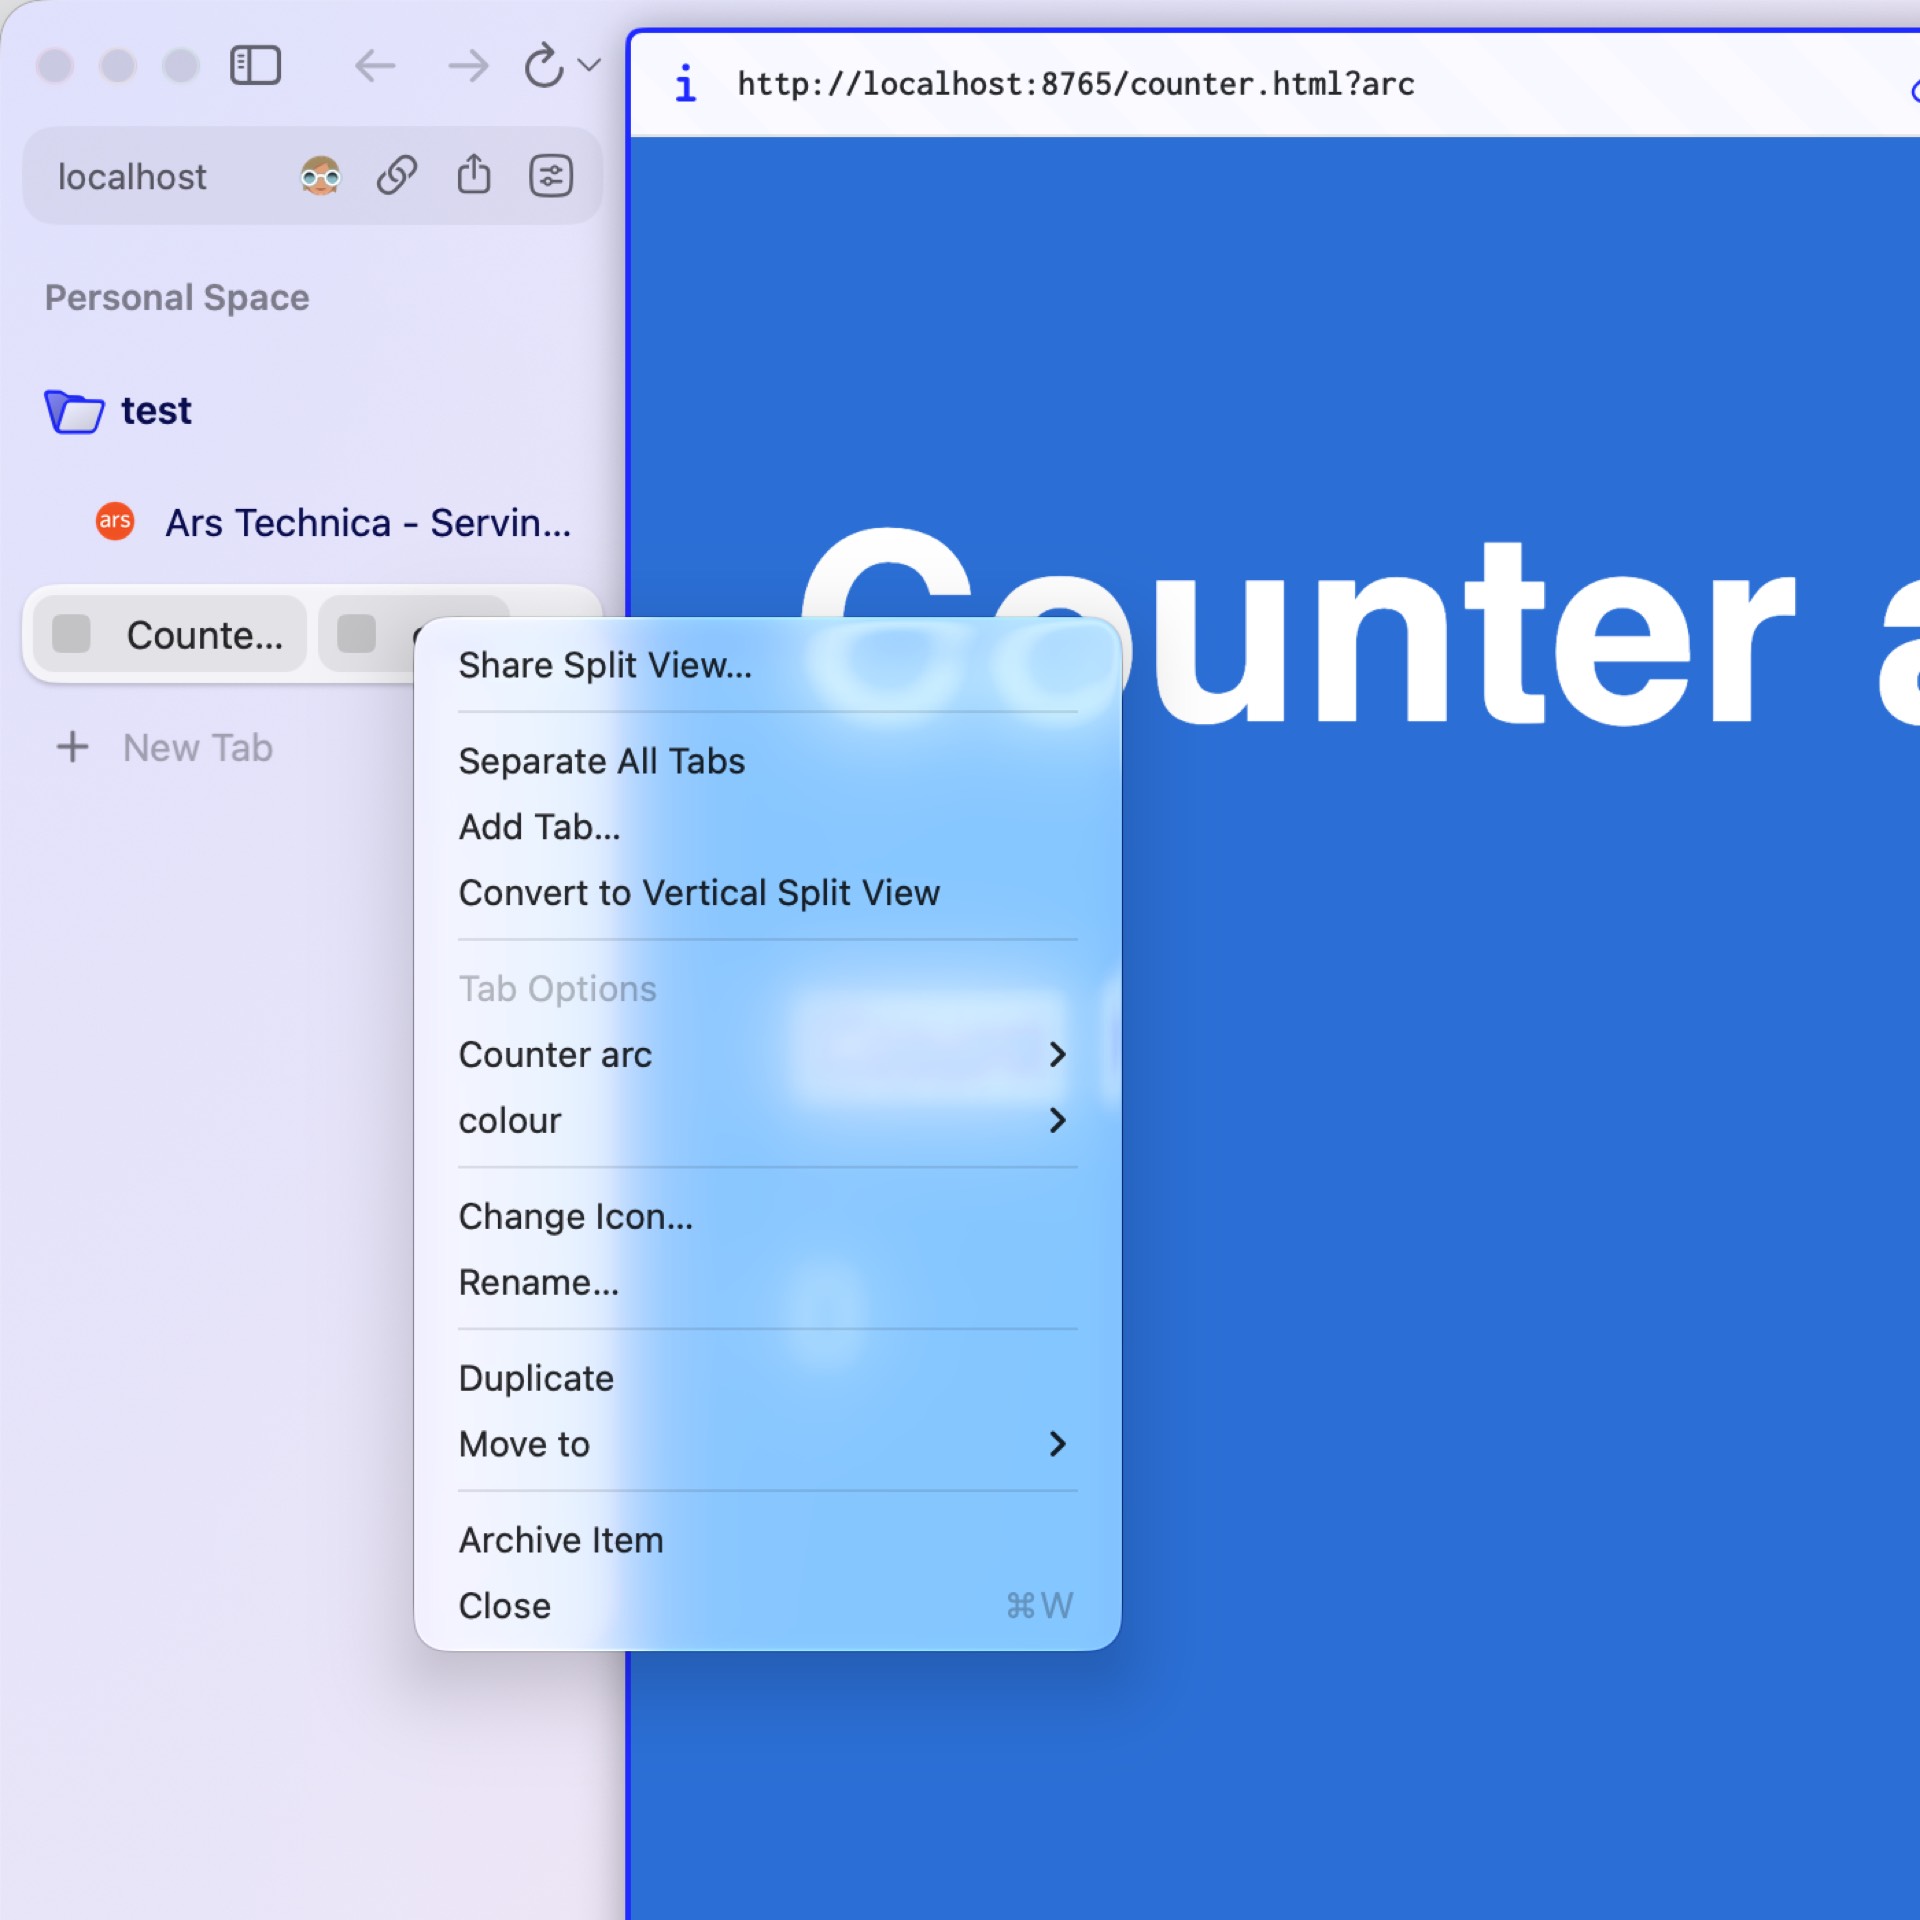 http://localhost:8765/counter.html?arc
localhost
Personal Space
test
ars
Ars Technica - Servin...
Counte...
New Tab
Counter
Share Split View...
Separate All Tabs
Add Tab...
Convert to Vertical Split View
Tab Options
Counter arc
colour
Change Icon...
Rename...
Duplicate
Move to
Archive Item
Close ⌘W